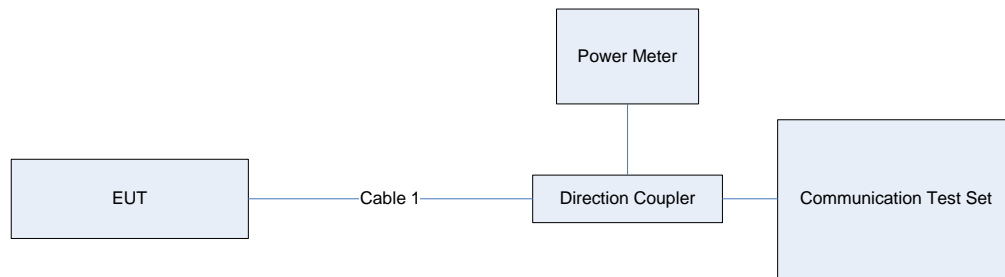 Power Meter
EUT
Cable 1
Direction Coupler
Communication Test Set